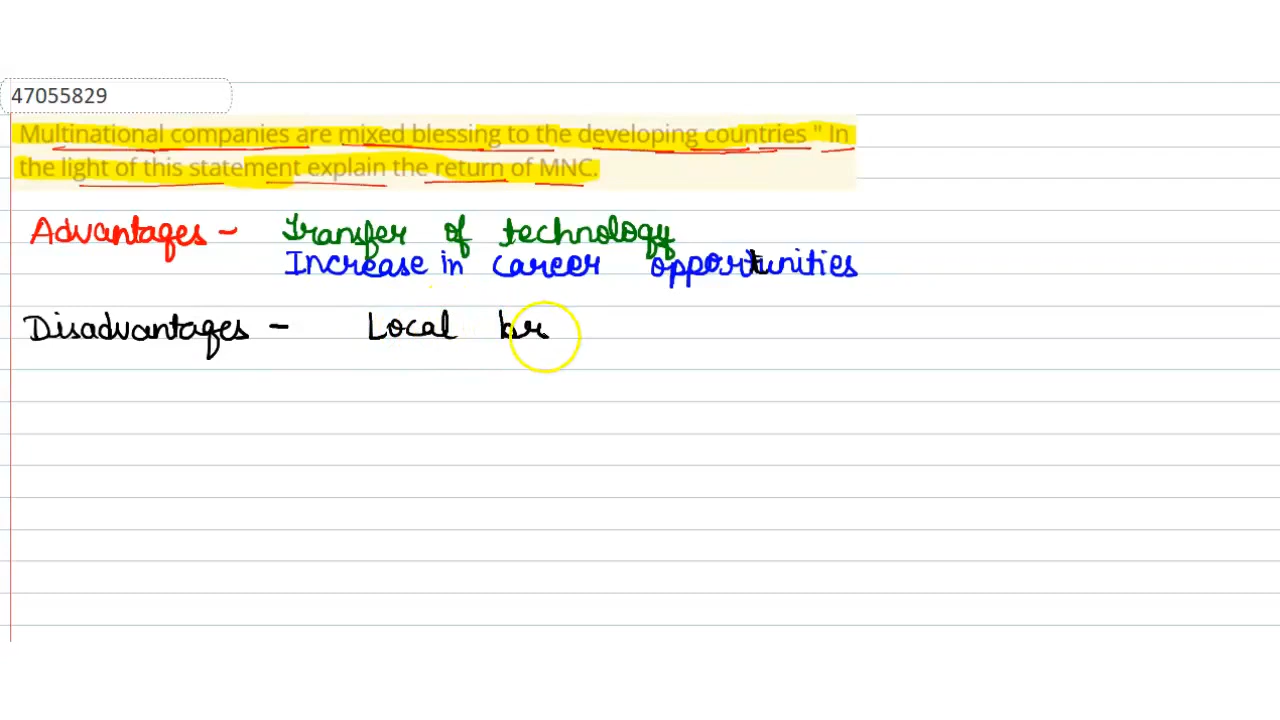 47055829
Multinational companies are mixed blessing to the developing countries " In
the light of this statement explain the return of MNC.
Advantages - Transfer of technology
Increase in career opportunities
Disadvantages - Local br